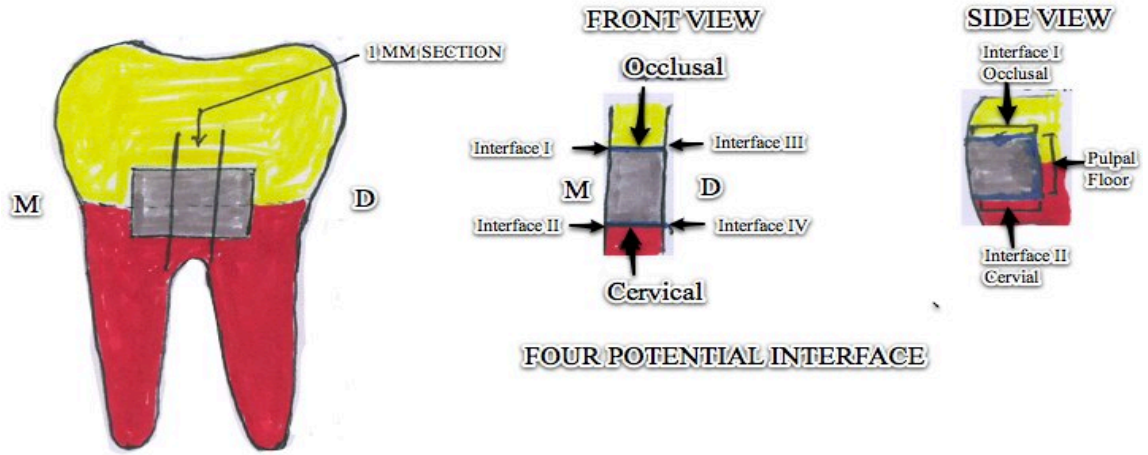 1 MM SECTION
M
D
FRONT VIEW
Occlusal
Interface I
Interface III
M
D
Interface II
Interface IV
Cervical
SIDE VIEW
Interface I
Occlusal
Pulpal
Floor
Interface II
Cervial
FOUR POTENTIAL INTERFACE